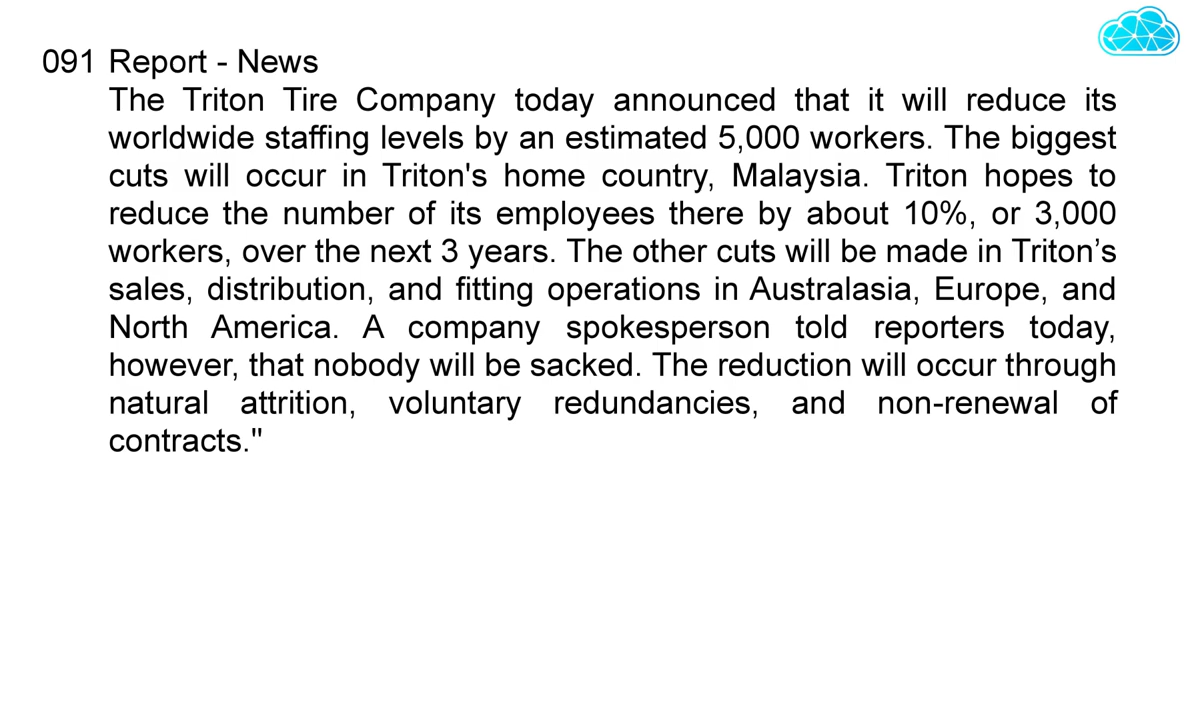 091 Report - News
The Triton Tire Company today announced that it will reduce its
worldwide staffing levels by an estimated 5,000 workers. The biggest
cuts will occur in Triton's home country, Malaysia. Triton hopes to
reduce the number of its employees there by about 10%, or 3,000
workers, over the next 3 years. The other cuts will be made in Triton’s
sales, distribution, and fitting operations in Australasia, Europe, and
North America. A company spokesperson told reporters today,
however, that nobody will be sacked. The reduction will occur through
natural attrition, voluntary redundancies, and non-renewal of
contracts."